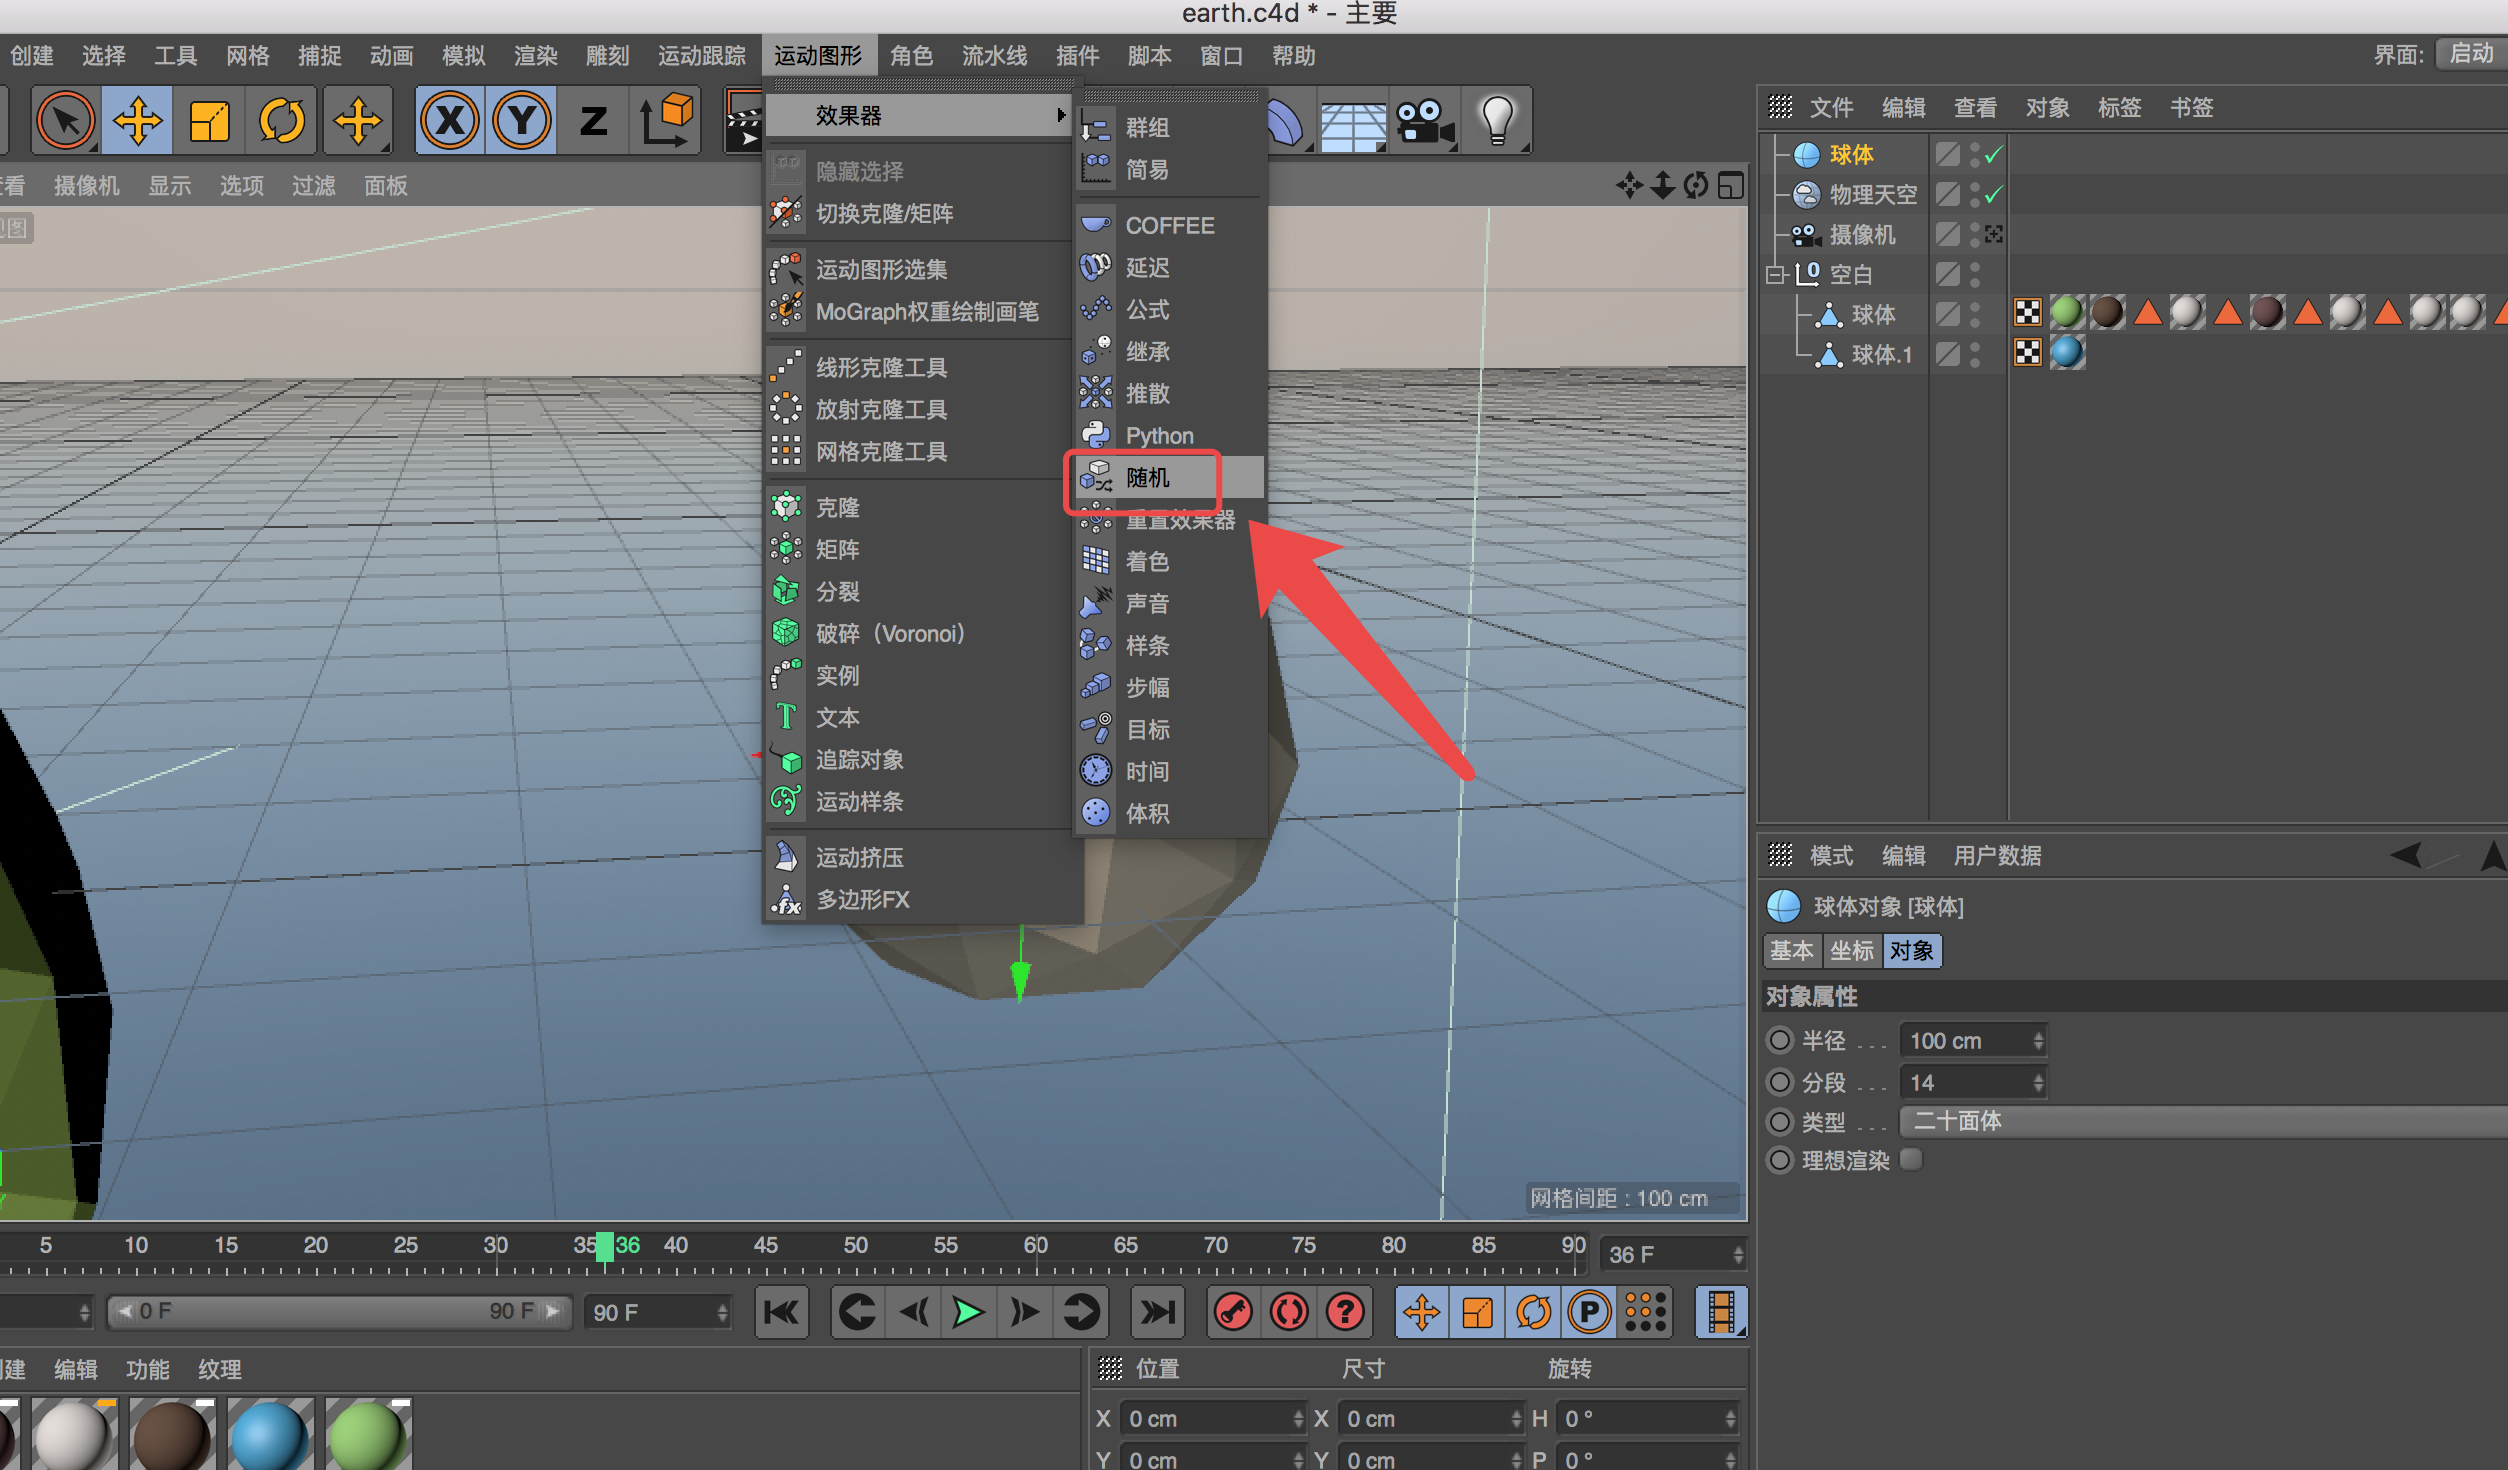 earth.c4d * - 主要
创建 选择 工具 网格 捕捉 动画 模拟 渲染 雕刻 运动跟踪 运动图形 角色 流水线 插件 脚本 窗口 帮助
界面: 启动
X Y Z
查看 摄像机 显示 选项 过滤 面板
视图
效果器
隐藏选择
切换克隆/矩阵
运动图形选集
MoGraph权重绘制画笔
线形克隆工具
放射克隆工具
网格克隆工具
克隆
矩阵
分裂
破碎（Voronoi）
实例
文本
追踪对象
运动样条
运动挤压
多边形FX
群组
简易
COFFEE
延迟
公式
继承
推散
Python
随机
重置效果器
着色
声音
样条
步幅
目标
时间
体积
网格间距 : 100 cm
文件 编辑 查看 对象 标签 书签
球体
物理天空
摄像机
空白
球体
球体.1
模式 编辑 用户数据
球体对象 [球体]
基本 坐标 对象
对象属性
半径 . . . 100 cm
分段 . . . 14
类型 . . . 二十面体
理想渲染
5 10 15 20 25 30 35 36 40 45 50 55 60 65 70 75 80 85 90 36 F
0 F 90 F 90 F
创建 编辑 功能 纹理
位置 尺寸 旋转
X 0 cm X 0 cm H 0 °
Y 0 cm Y 0 cm P 0 °